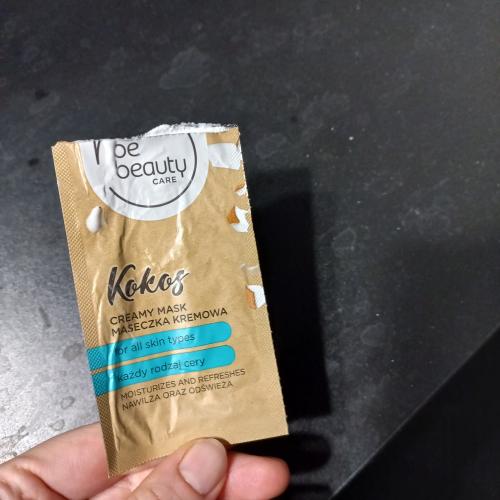 be
beauty
CARE
Kokos
CREAMY MASK
MASECZKA KREMOWA
for all skin types
każdy rodzaj cery
MOISTURIZES AND REFRESHES
NAWILŻA ORAZ ODŚWIEŻA